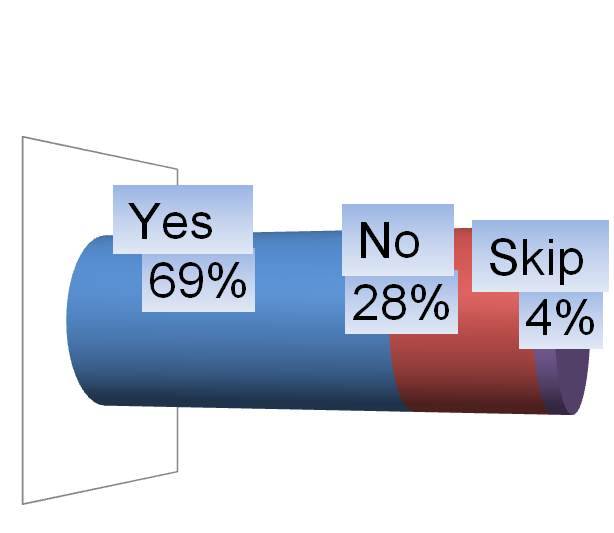 Yes
69%
No
28%
Skip
4%